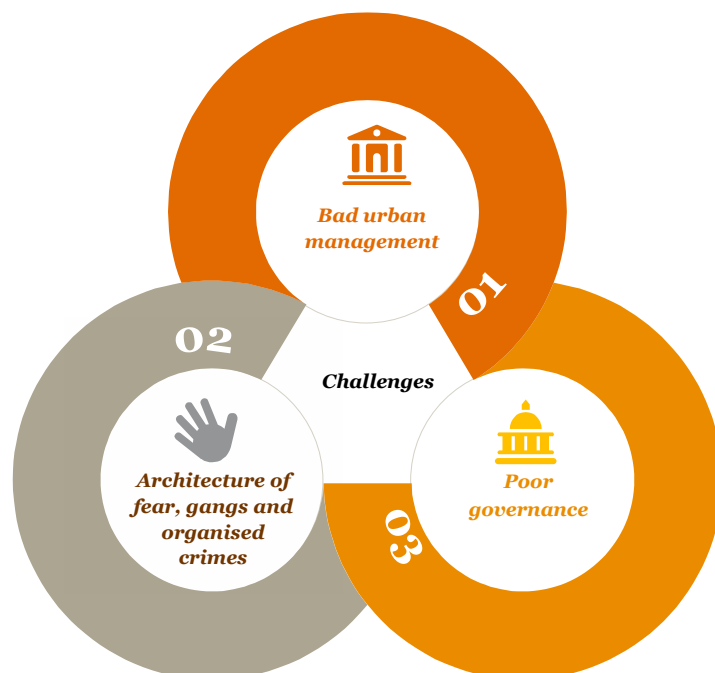 Bad urban
management
01
02
Challenges
Architecture of
fear, gangs and
organised
crimes
Poor
governance
03